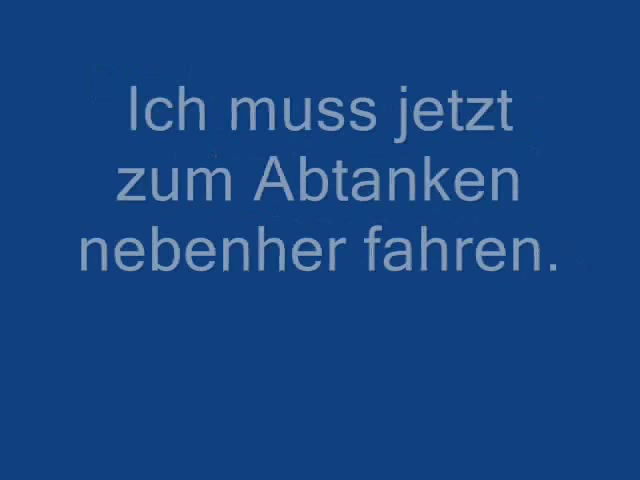 Ich muss jetzt
zum Abtanken
nebenher fahren.